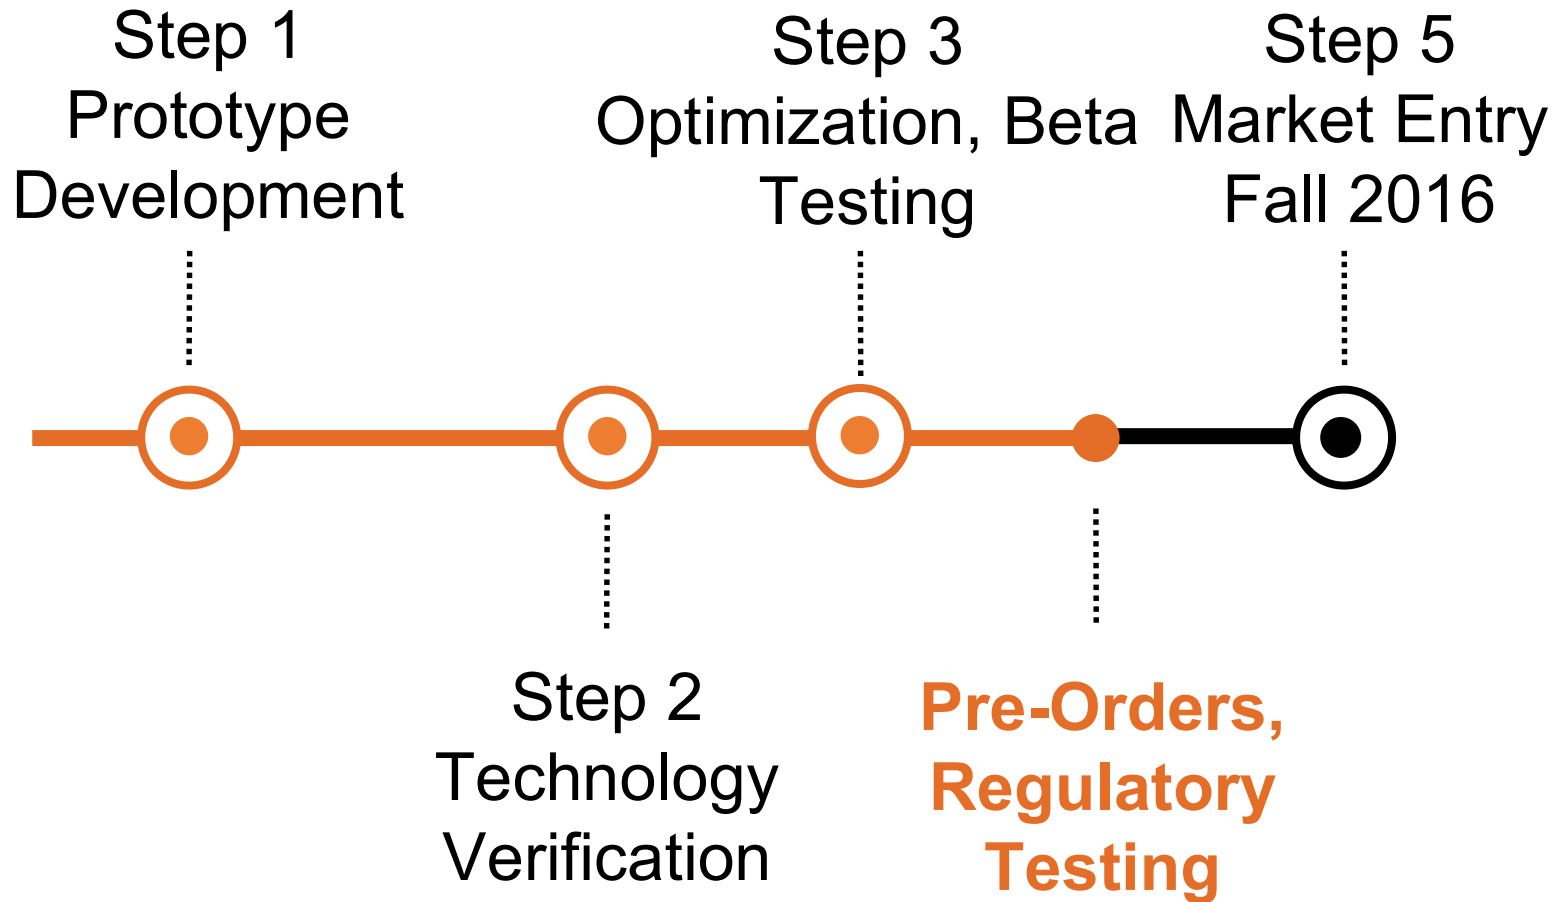 Step 1
Prototype
Development
Step 2
Technology
Verification
Step 3
Optimization, Beta
Testing
Pre-Orders,
Regulatory
Testing
Step 5
Market Entry
Fall 2016